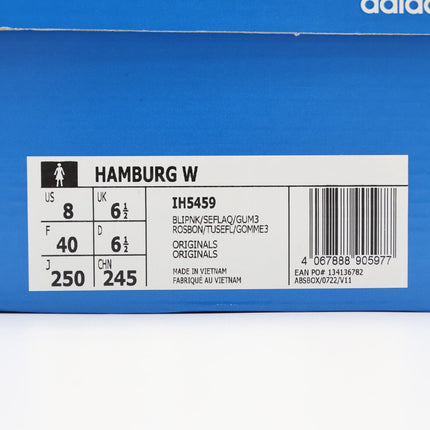 adidas
HAMBURG W
US 8 UK 6½
F 40 D 6½
J 250 CHN 245
IH5459
BLIPNK/SEFLAQ/GUM3
ROSBON/TUSEFL/GOMME3
ORIGINALS
ORIGINALS
MADE IN VIETNAM
FABRIQUE AU VIETNAM
4 067888 905977
EAN PO# 134136782
ABSBOX/0722/V11